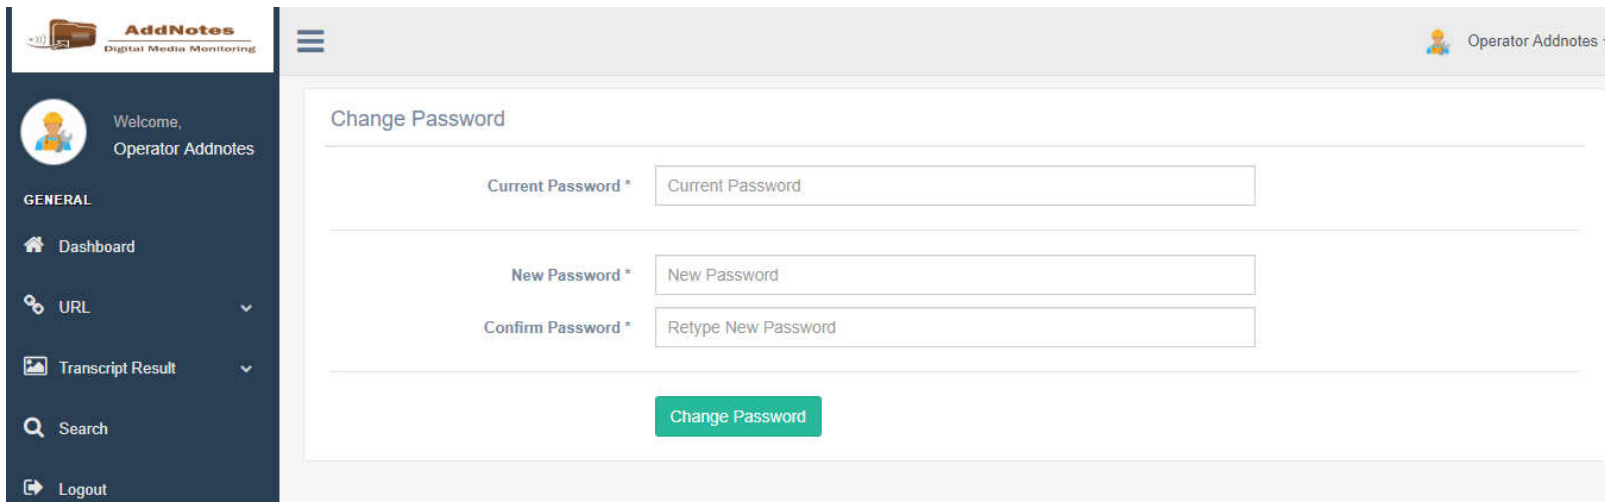 AddNotes
Digital Media Monitoring
Operator Addnotes
Welcome,
Operator Addnotes
GENERAL
Dashboard
URL
Transcript Result
Search
Logout
Change Password
Current Password *
Current Password
New Password *
New Password
Confirm Password *
Retype New Password
Change Password